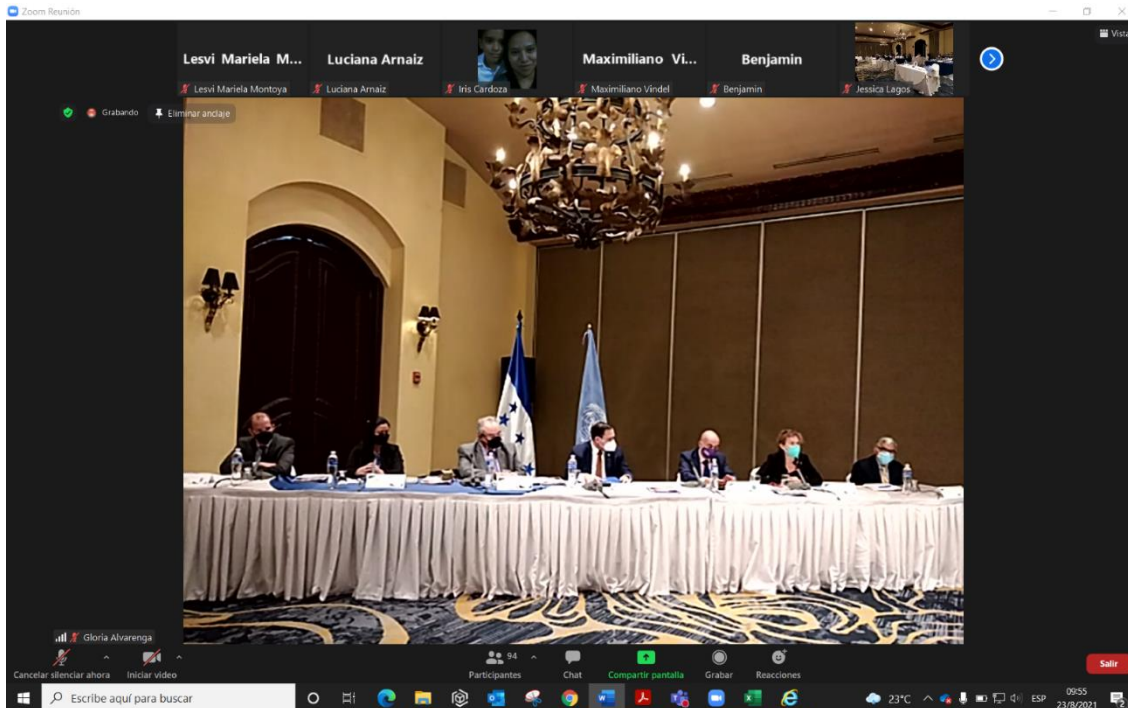 Zoom Reunión
Vista
Lesvi Mariela M...
Luciana Arnaiz
Maximiliano Vi...
Benjamin
Lesvi Mariela Montoya
Luciana Arnaiz
Iris Cardoza
Maximiliano Vindel
Benjamin
Jessica Lagos
Grabando
Eliminar anclaje
Gloria Alvarenga
94
Cancelar silenciar ahora
Iniciar video
Participantes
Chat
Compartir pantalla
Grabar
Reacciones
Salir
Escribe aquí para buscar
23°C
ESP
09:55
23/8/2021
2